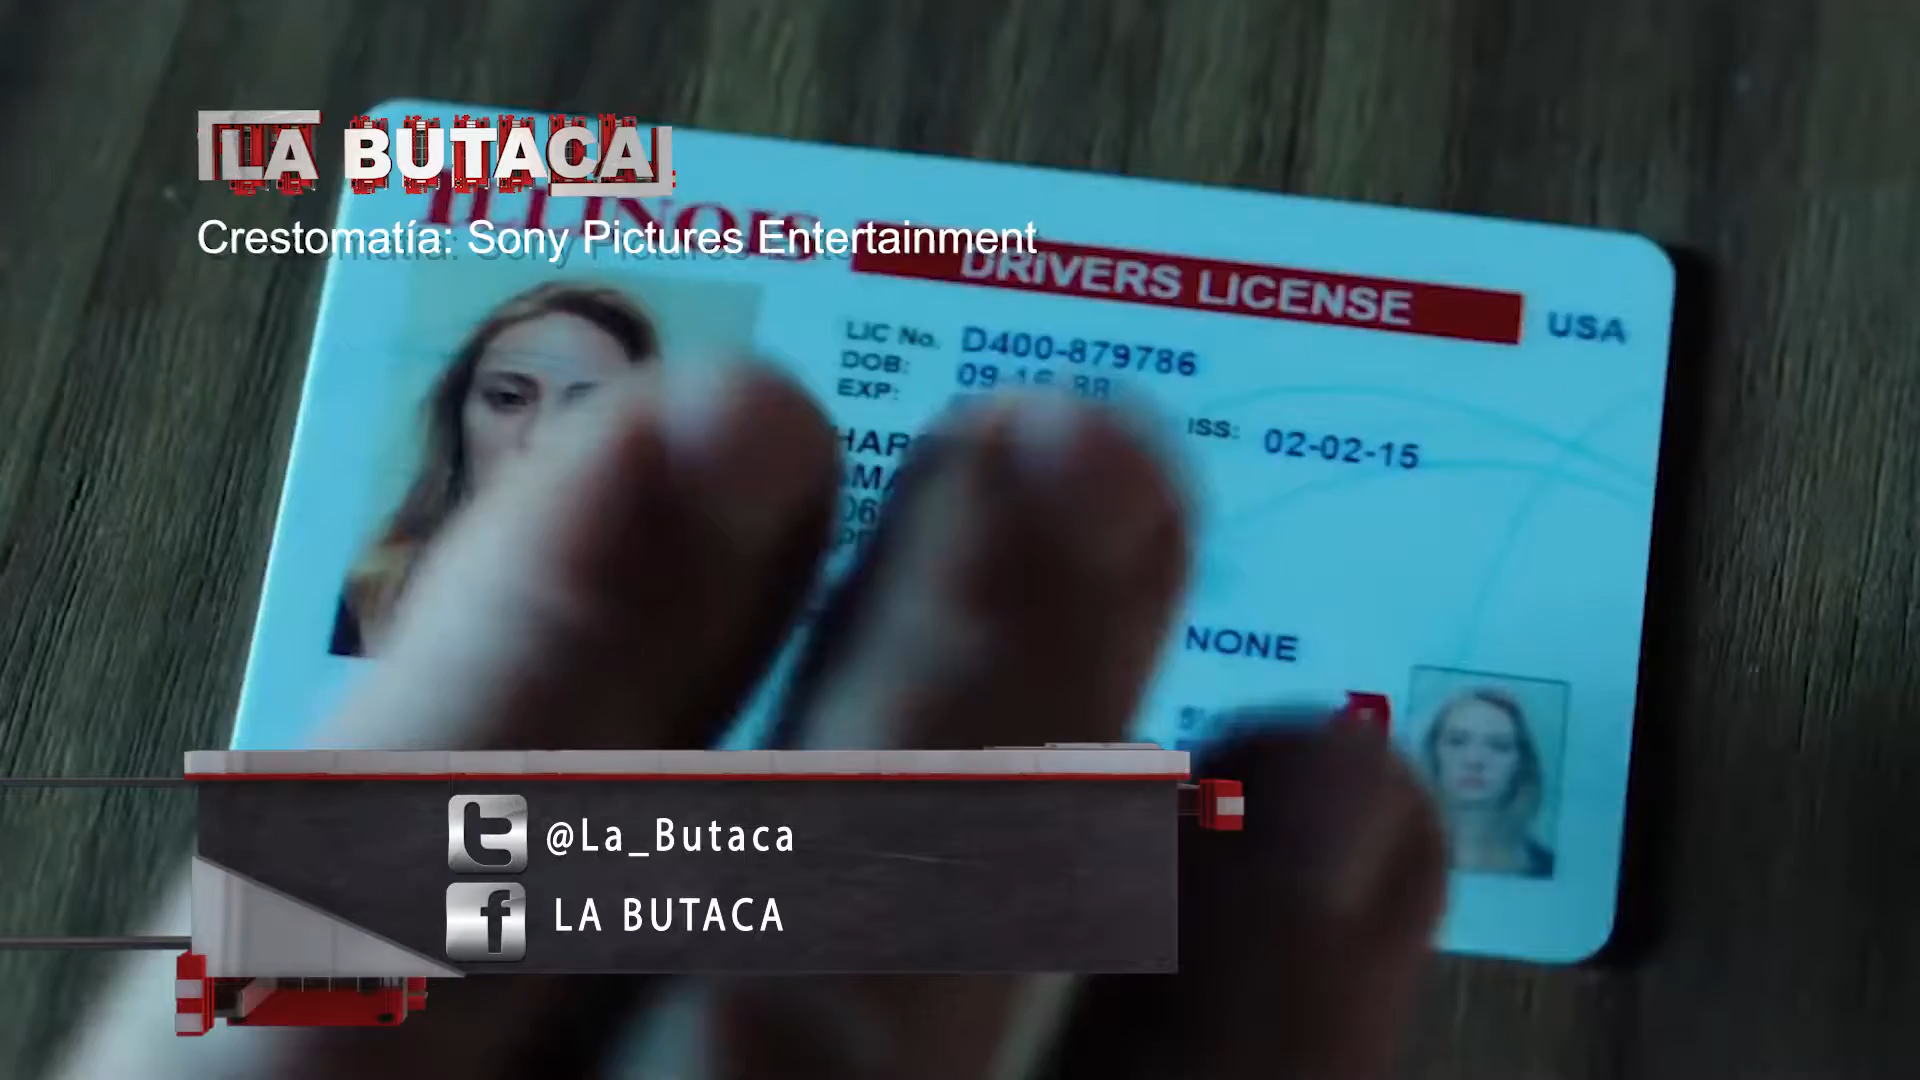 LA BUTACA
Crestomatía: Sony Pictures Entertainment
ILLINOIS
DRIVERS LICENSE
USA
LIC No. D400-879786
DOB:
EXP:
ISS: 02-02-15
NONE
@La_Butaca
LA BUTACA